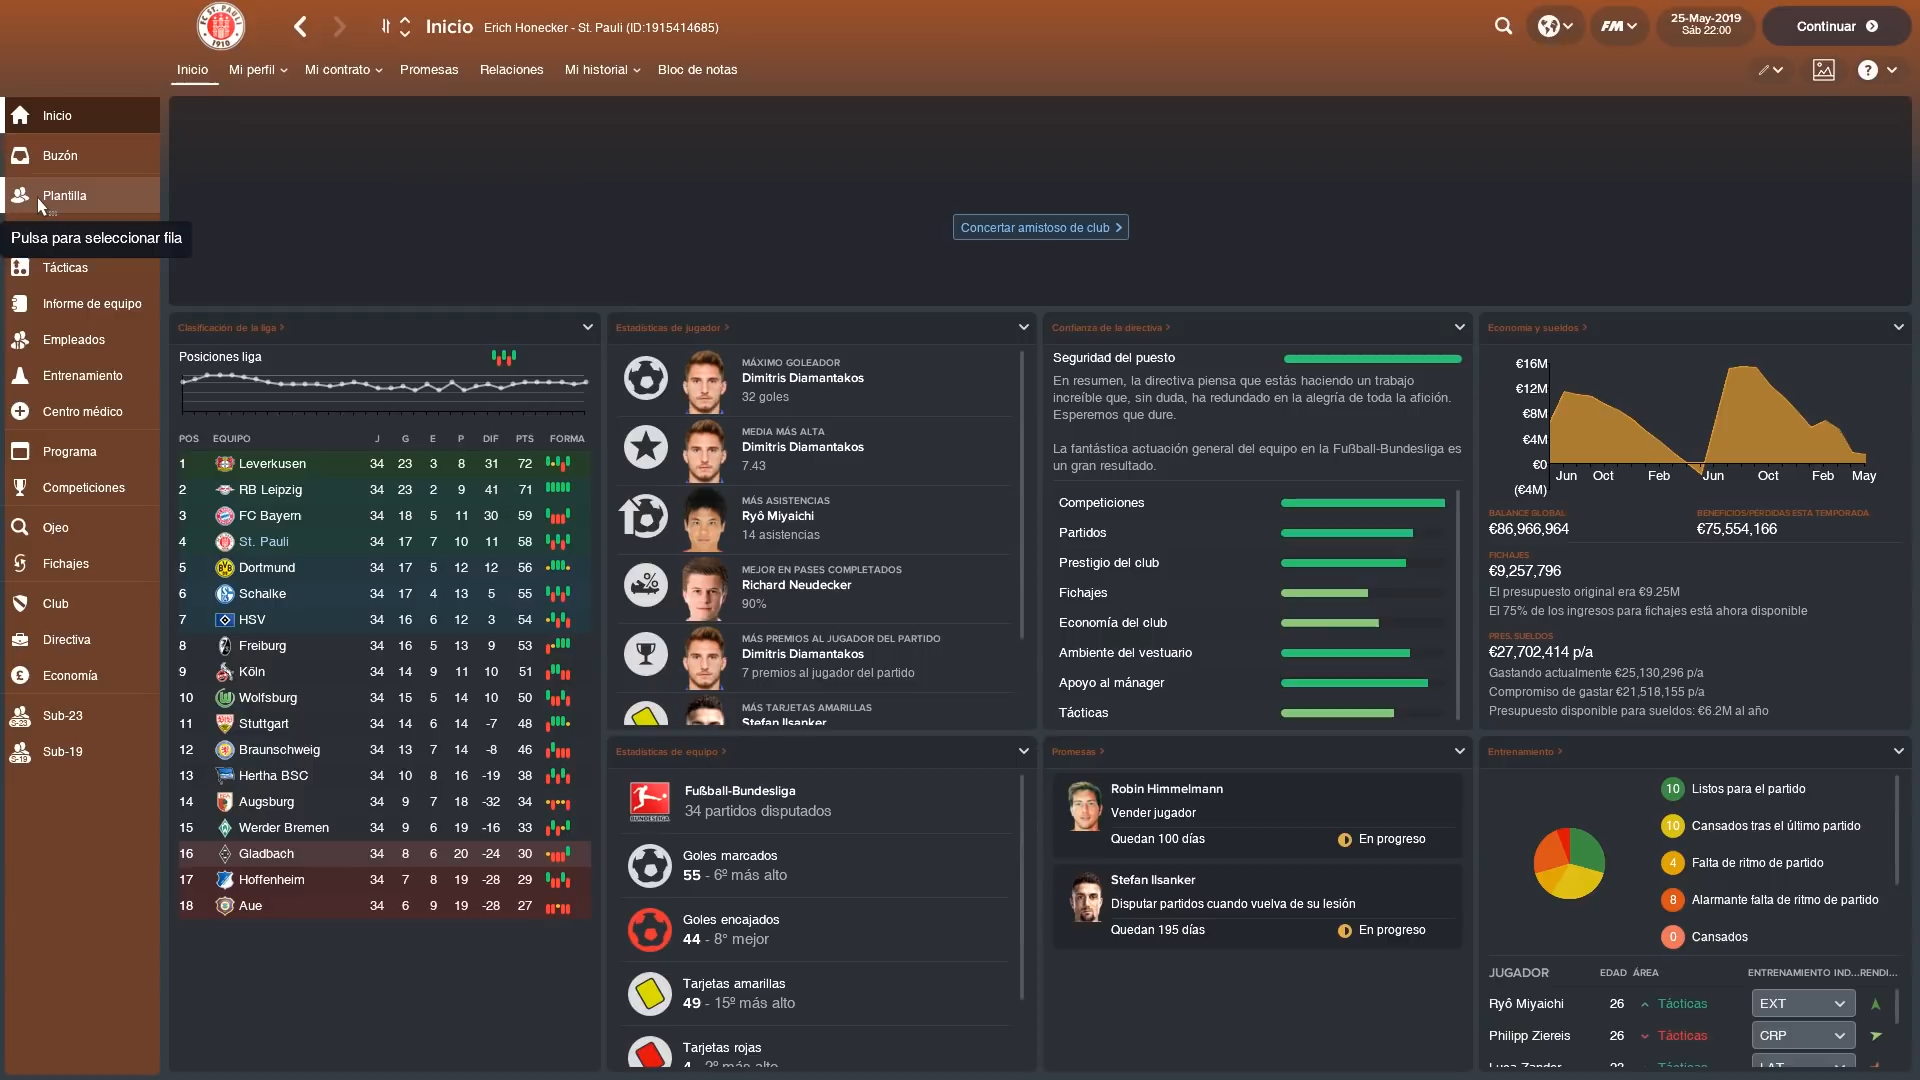 Inicio
Erich Honecker - St. Pauli (ID:1915414685)
FM
25-May-2019
Sáb 22:00
Continuar
Inicio
Mi perfil
Mi contrato
Promesas
Relaciones
Mi historial
Bloc de notas
Inicio
Buzón
Plantilla
Pulsa para seleccionar fila
Tácticas
Informe de equipo
Empleados
Entrenamiento
Centro médico
Programa
Competiciones
Ojeo
Fichajes
Club
Directiva
Economía
Sub-23
Sub-19
Concertar amistoso de club
Clasificación de la liga
Posiciones liga
POS EQUIPO J G E P DIF PTS FORMA
1 Leverkusen 34 23 3 8 31 72
2 RB Leipzig 34 23 2 9 41 71
3 FC Bayern 34 18 5 11 30 59
4 St. Pauli 34 17 7 10 11 58
5 Dortmund 34 17 5 12 12 56
6 Schalke 34 17 4 13 5 55
7 HSV 34 16 6 12 3 54
8 Freiburg 34 16 5 13 9 53
9 Köln 34 14 9 11 10 51
10 Wolfsburg 34 15 5 14 10 50
11 Stuttgart 34 14 6 14 -7 48
12 Braunschweig 34 13 7 14 -8 46
13 Hertha BSC 34 10 8 16 -19 38
14 Augsburg 34 9 7 18 -32 34
15 Werder Bremen 34 9 6 19 -16 33
16 Gladbach 34 8 6 20 -24 30
17 Hoffenheim 34 7 8 19 -28 29
18 Aue 34 6 9 19 -28 27
Estadísticas de jugador
MÁXIMO GOLEADOR
Dimitris Diamantakos
32 goles
MEDIA MÁS ALTA
Dimitris Diamantakos
7.43
MÁS ASISTENCIAS
Ryô Miyaichi
14 asistencias
MEJOR EN PASES COMPLETADOS
Richard Neudecker
90%
MÁS PREMIOS AL JUGADOR DEL PARTIDO
Dimitris Diamantakos
7 premios al jugador del partido
MÁS TARJETAS AMARILLAS
Stefan Ilsanker
Confianza de la directiva
Seguridad del puesto
En resumen, la directiva piensa que estás haciendo un trabajo
increíble que, sin duda, ha redundado en la alegría de toda la afición.
Esperemos que dure.
La fantástica actuación general del equipo en la Fußball-Bundesliga es
un gran resultado.
Competiciones
Partidos
Prestigio del club
Fichajes
Economía del club
Ambiente del vestuario
Apoyo al mánager
Tácticas
Economía y sueldos
€16M
€12M
€8M
€4M
€0
(€4M)
Jun Oct Feb Jun Oct Feb May
BALANCE GLOBAL
€86,966,964
BENEFICIOS/PÉRDIDAS ESTA TEMPORADA
€75,554,166
FICHAJES
€9,257,796
El presupuesto original era €9.25M
El 75% de los ingresos para fichajes está ahora disponible
PRES. SUELDOS
€27,702,414 p/a
Gastando actualmente €25,130,296 p/a
Compromiso de gastar €21,518,155 p/a
Presupuesto disponible para sueldos: €6.2M al año
Estadísticas de equipo
Fußball-Bundesliga
34 partidos disputados
Goles marcados
55 - 6º más alto
Goles encajados
44 - 8º mejor
Tarjetas amarillas
49 - 15º más alto
Tarjetas rojas
4 - 2º más alto
Promesas
Robin Himmelmann
Vender jugador
Quedan 100 días
En progreso
Stefan Ilsanker
Disputar partidos cuando vuelva de su lesión
Quedan 195 días
En progreso
Entrenamiento
10 Listos para el partido
10 Cansados tras el último partido
4 Falta de ritmo de partido
8 Alarmante falta de ritmo de partido
0 Cansados
JUGADOR EDAD ÁREA ENTRENAMIENTO IND... RENDI...
Ryô Miyaichi 26 Tácticas EXT
Philipp Ziereis 26 Tácticas CRP